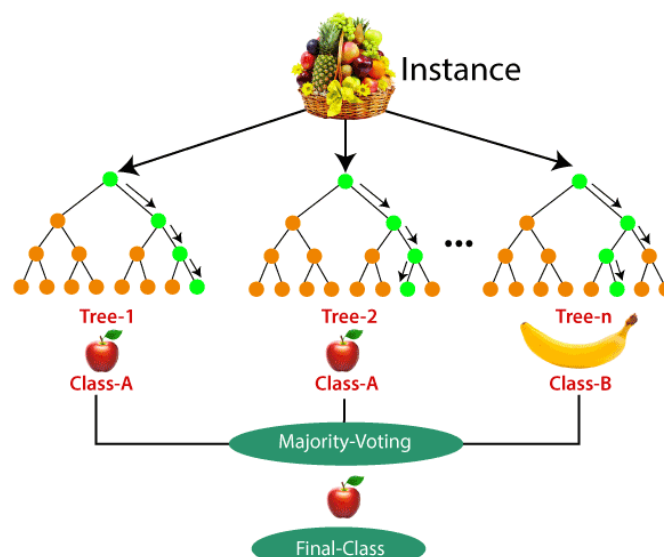 Instance
...
Tree-1
Tree-2
Tree-n
Class-A
Class-A
Class-B
Majority-Voting
Final-Class